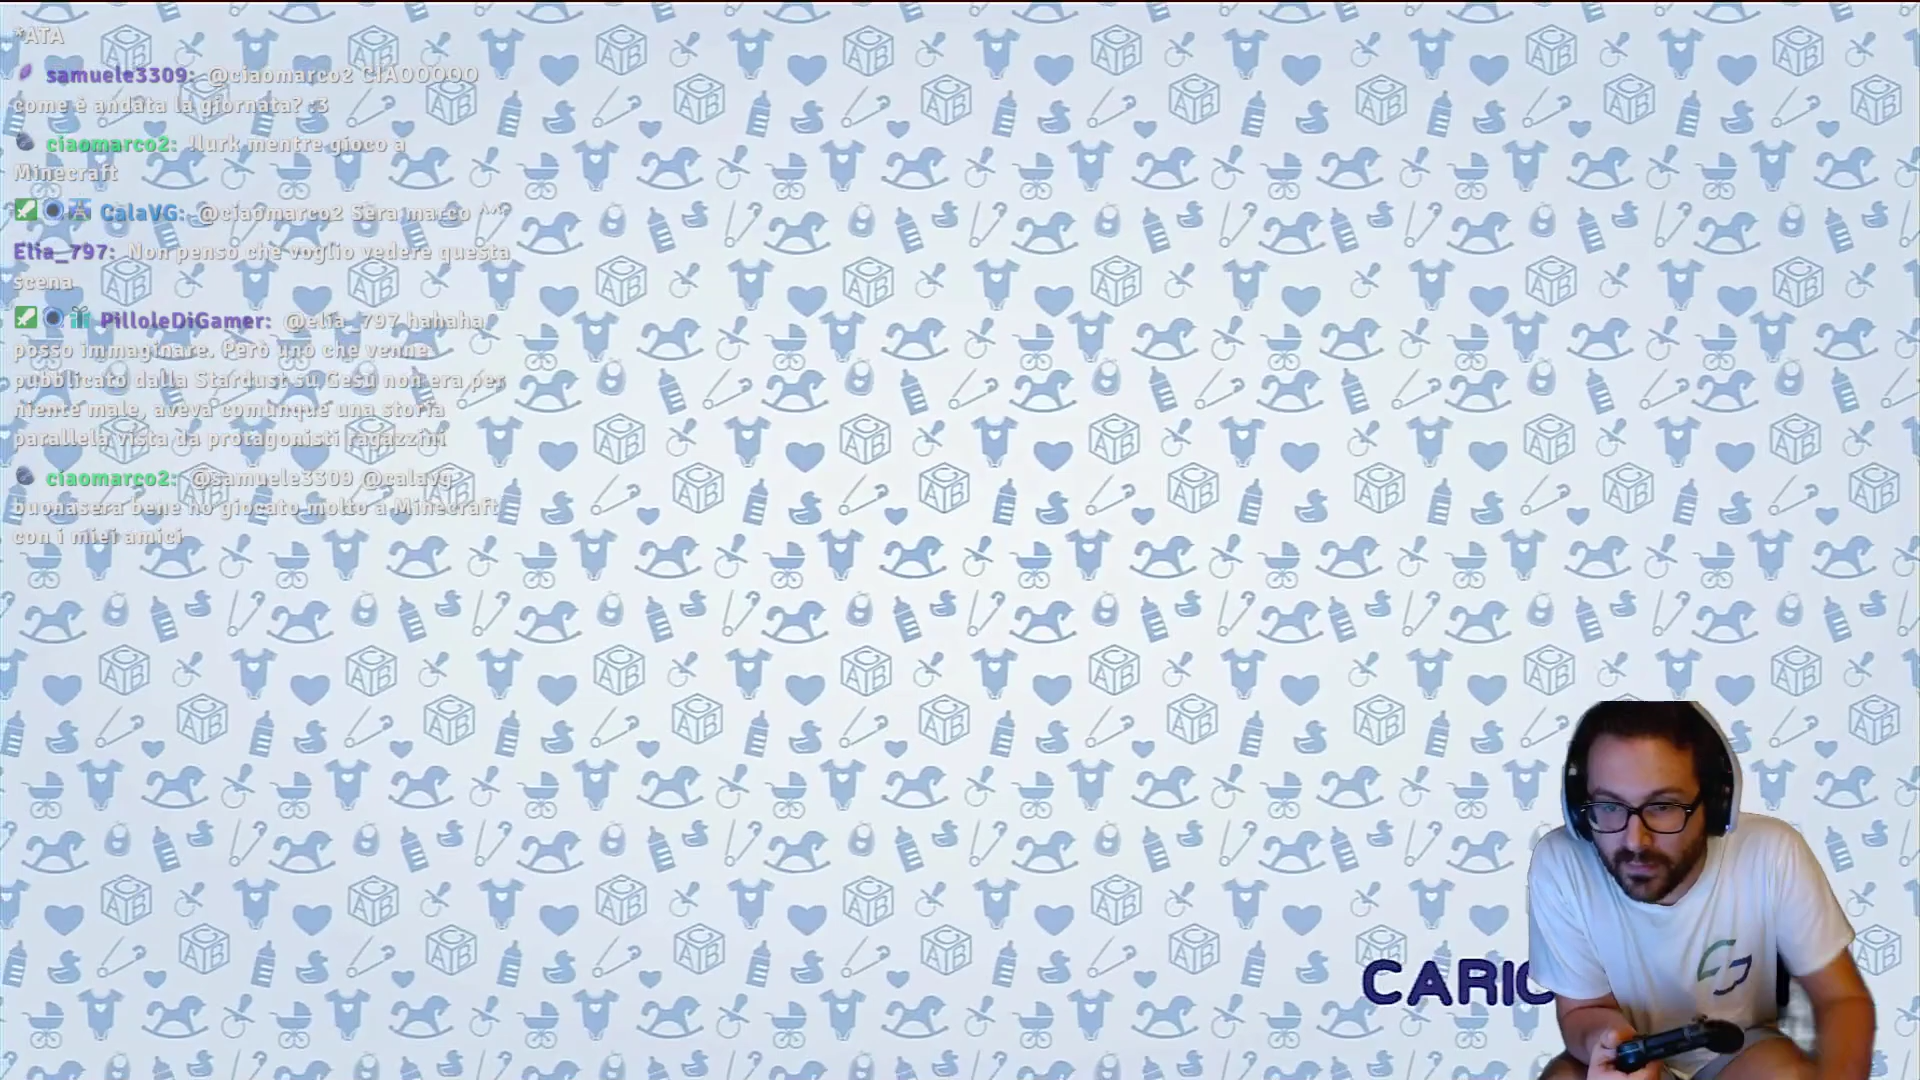 *ATA
samuele3309: @ciaomarco2 CIAOOOOO
come è andata la giornata? :3
ciaomarco2: !lurk mentre gioco a
Minecraft
CalaVG: @ciaomarco2 Sera marco ^^
Elia_797: Non penso che voglio vedere questa
scena
PilloleDiGamer: @elia_797 hahaha
posso immaginare. Però uno che venne
pubblicato dalla Stardust su Gesù non era per
niente male, aveva comunque una storia
parallela vista da protagonisti ragazzini
ciaomarco2: @samuele3309 @calavg
buonasera bene ho giocato molto a Minecraft
con i miei amici
CARIC